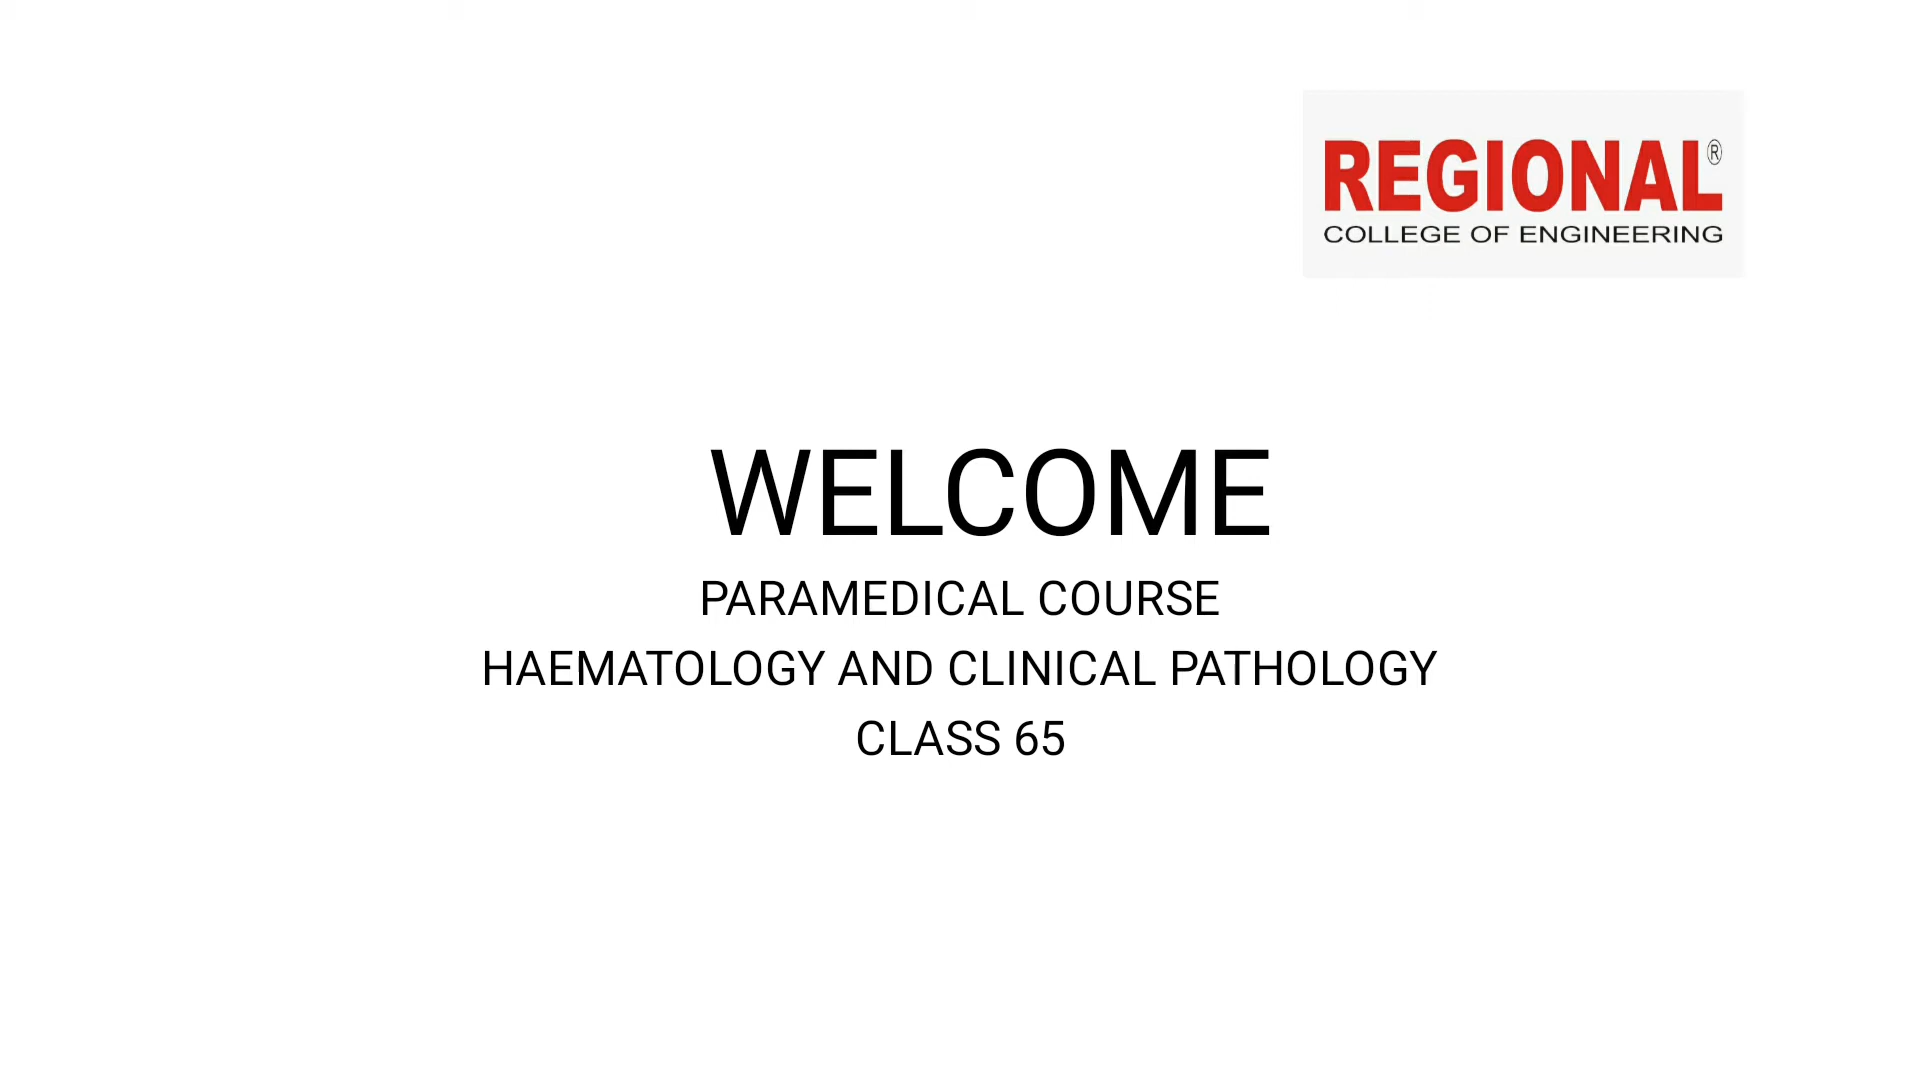 REGIONAL®
COLLEGE OF ENGINEERING
WELCOME
PARAMEDICAL COURSE
HAEMATOLOGY AND CLINICAL PATHOLOGY
CLASS 65